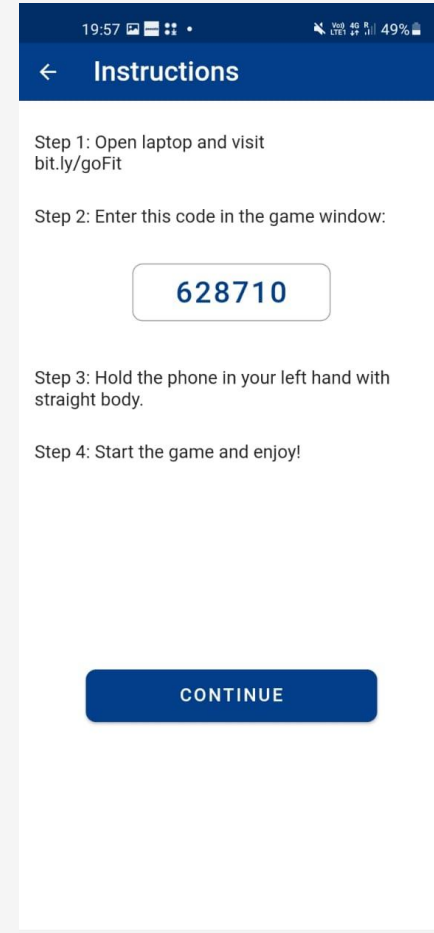 19:57
49%
Instructions
Step 1: Open laptop and visit
bit.ly/goFit
Step 2: Enter this code in the game window:
628710
Step 3: Hold the phone in your left hand with
straight body.
Step 4: Start the game and enjoy!
CONTINUE